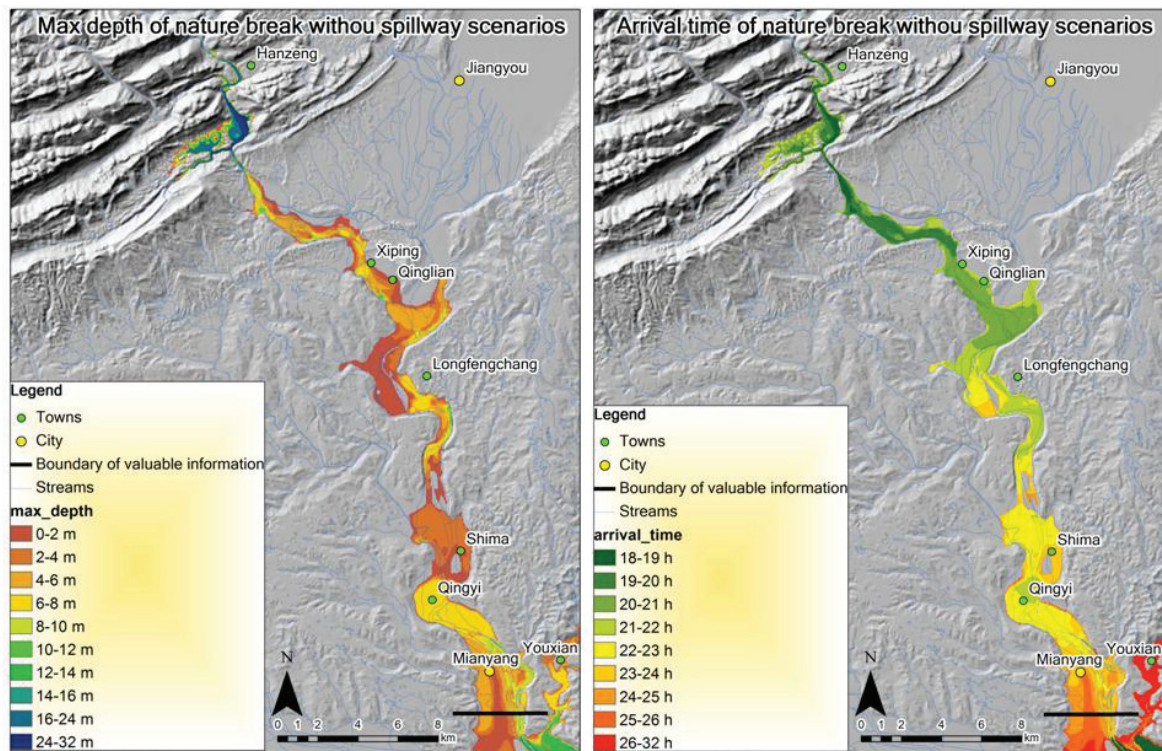 Max depth of nature break withou spillway scenarios
Hanzeng
Jiangyou
Xiping
Qinglian
Longfengchang
Shima
Qingyi
Youxian
Mianyang
Legend
Towns
City
Boundary of valuable information
Streams
max_depth
0-2 m
2-4 m
4-6 m
6-8 m
8-10 m
10-12 m
12-14 m
14-16 m
16-24 m
24-32 m
N
0 1 2 4 6 8
km
Arrival time of nature break withou spillway scenarios
Hanzeng
Jiangyou
Xiping
Qinglian
Longfengchang
Shima
Qingyi
Youxian
Mianyang
Legend
Towns
City
Boundary of valuable information
Streams
arrival_time
18-19 h
19-20 h
20-21 h
21-22 h
22-23 h
23-24 h
24-25 h
25-26 h
26-32 h
N
0 1 2 4 6 8
km